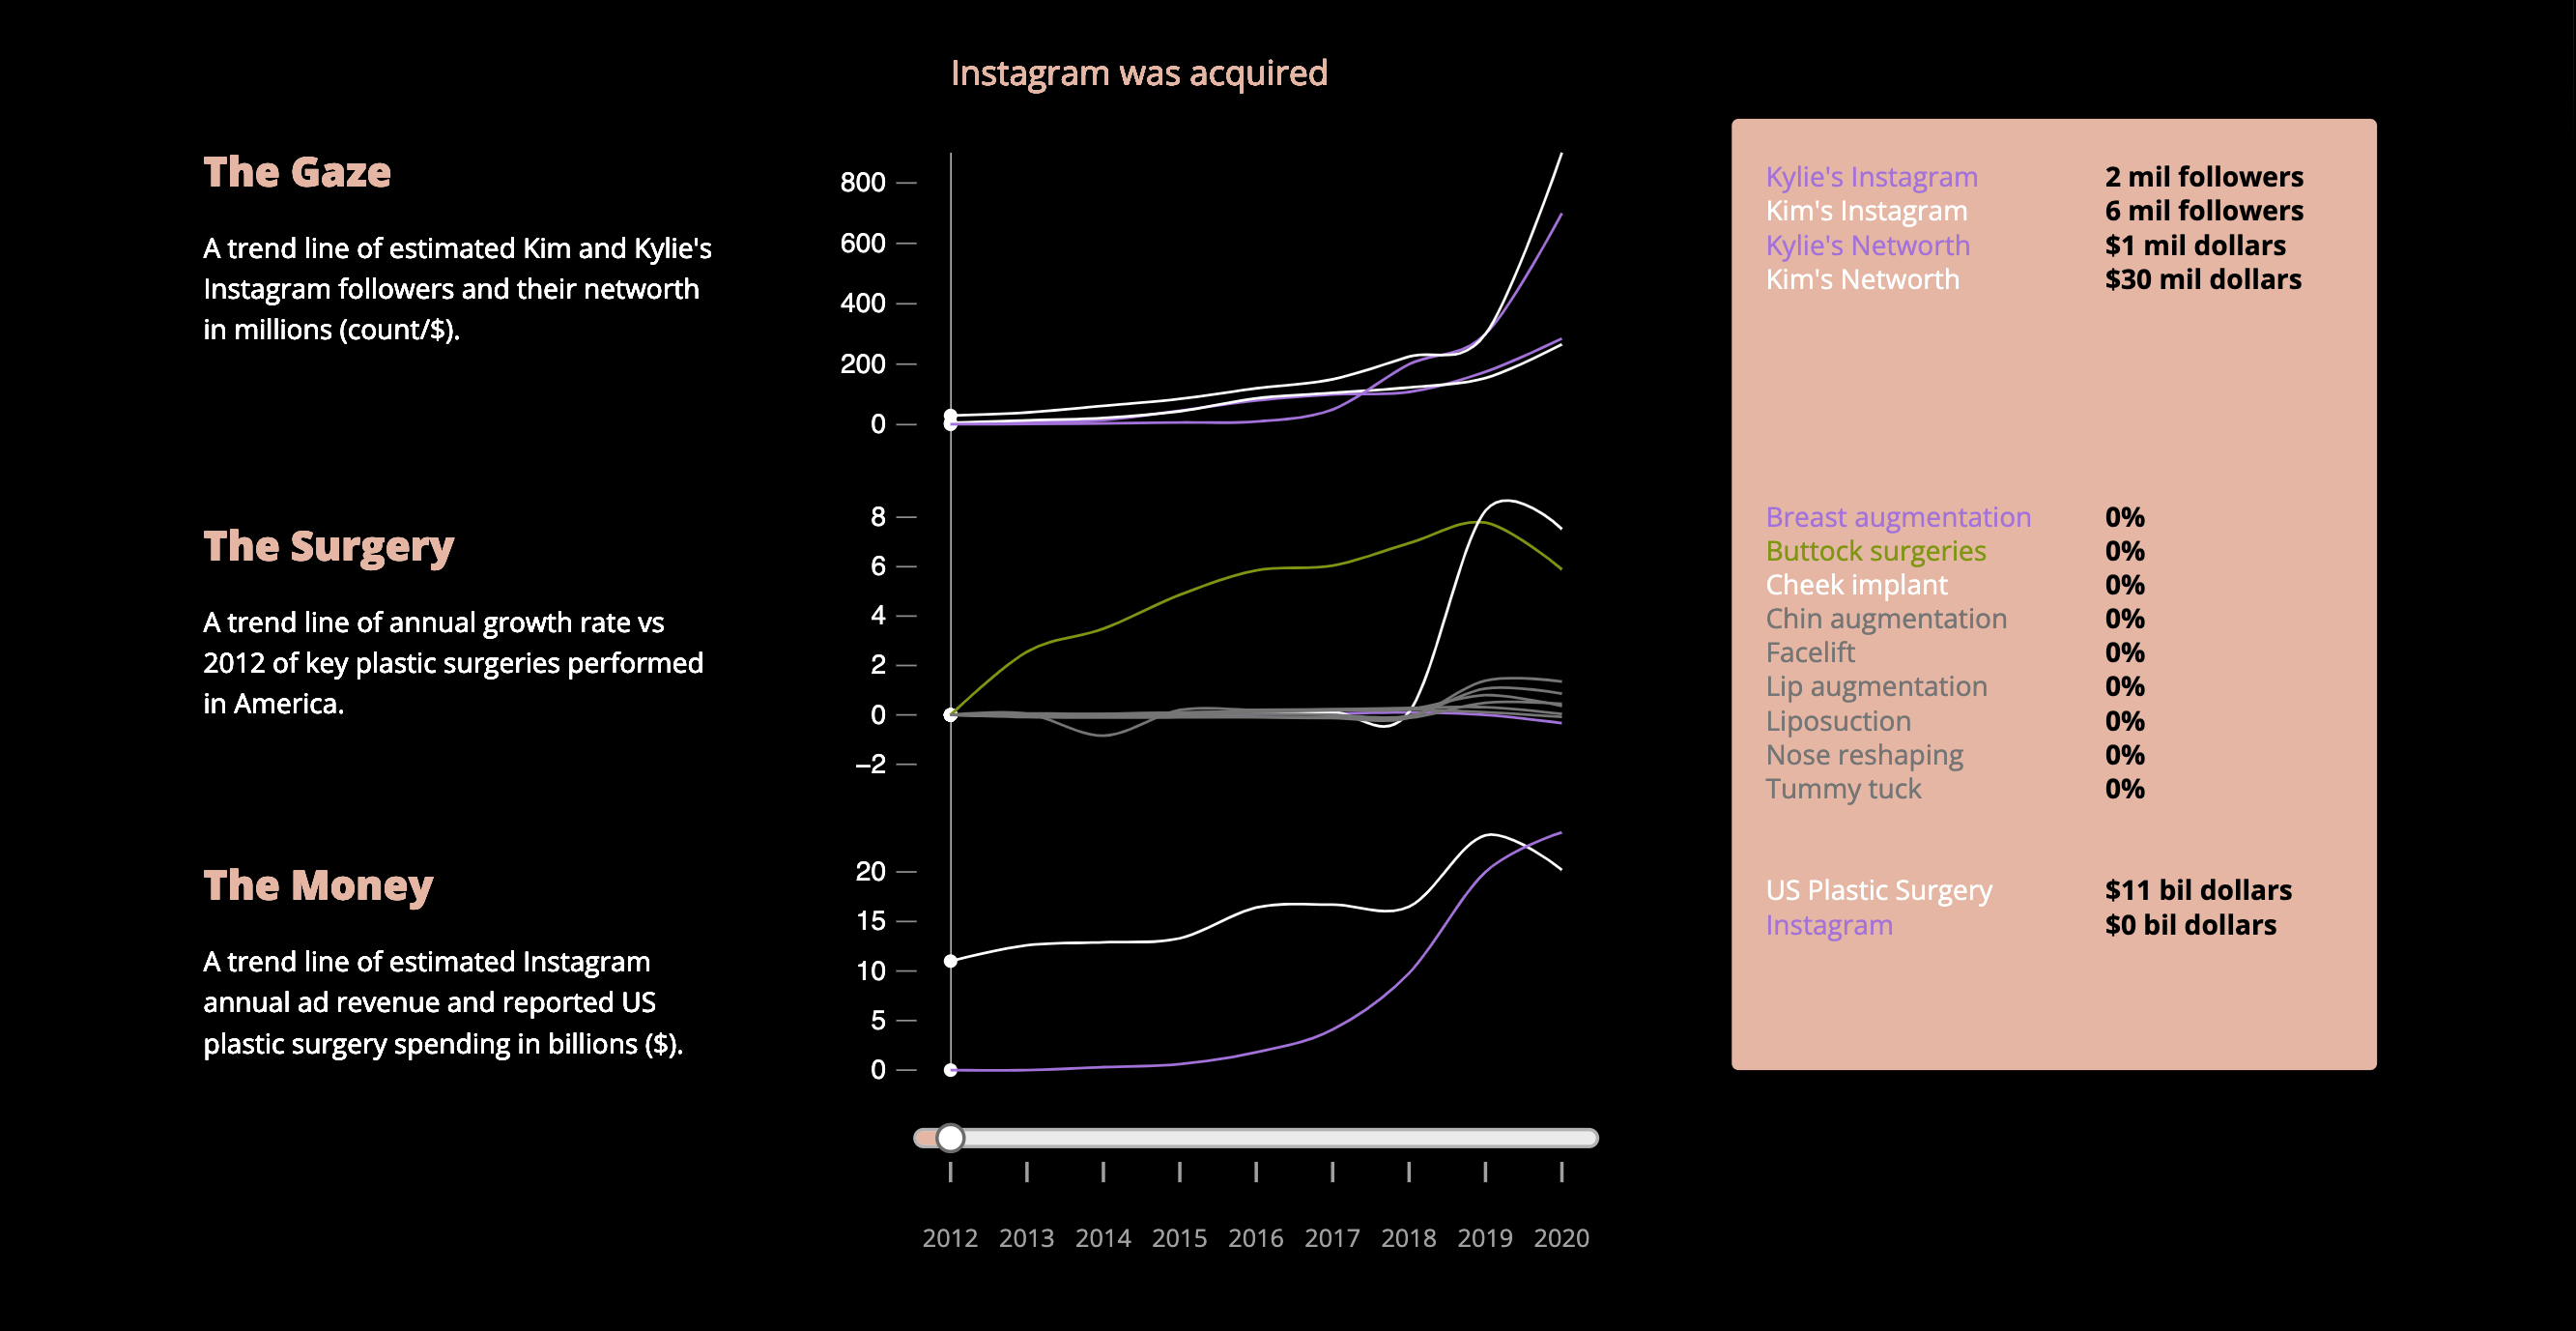 Instagram was acquired
The Gaze
A trend line of estimated Kim and Kylie's
Instagram followers and their networth
in millions (count/$).
800
600
400
200
0
Kylie's Instagram 2 mil followers
Kim's Instagram 6 mil followers
Kylie's Networth $1 mil dollars
Kim's Networth $30 mil dollars
The Surgery
A trend line of annual growth rate vs
2012 of key plastic surgeries performed
in America.
8
6
4
2
0
−2
Breast augmentation 0%
Buttock surgeries 0%
Cheek implant 0%
Chin augmentation 0%
Facelift 0%
Lip augmentation 0%
Liposuction 0%
Nose reshaping 0%
Tummy tuck 0%
The Money
A trend line of estimated Instagram
annual ad revenue and reported US
plastic surgery spending in billions ($).
20
15
10
5
0
US Plastic Surgery $11 bil dollars
Instagram $0 bil dollars
2012 2013 2014 2015 2016 2017 2018 2019 2020